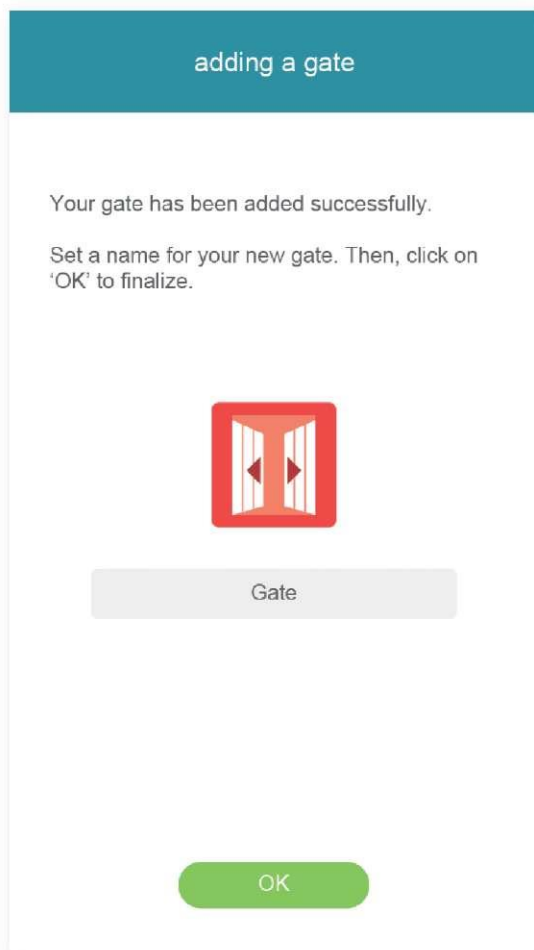 adding a gate
Your gate has been added successfully.
Set a name for your new gate. Then, click on
‘OK’ to finalize.
Gate
OK